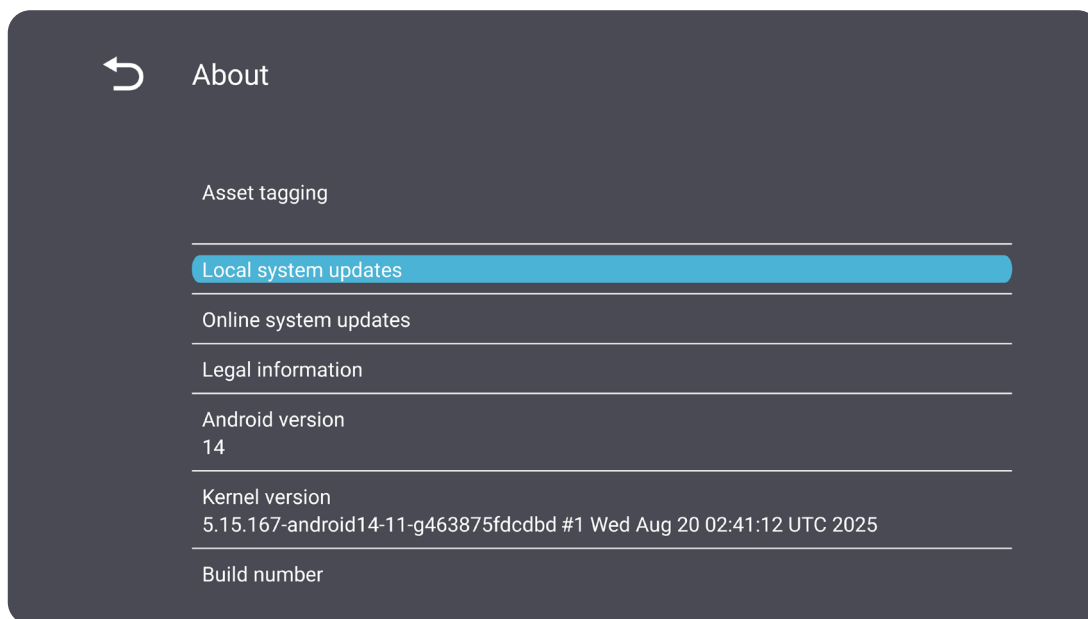 About
Asset tagging
Local system updates
Online system updates
Legal information
Android version
14
Kernel version
5.15.167-android14-11-g463875fdcdbd #1 Wed Aug 20 02:41:12 UTC 2025
Build number